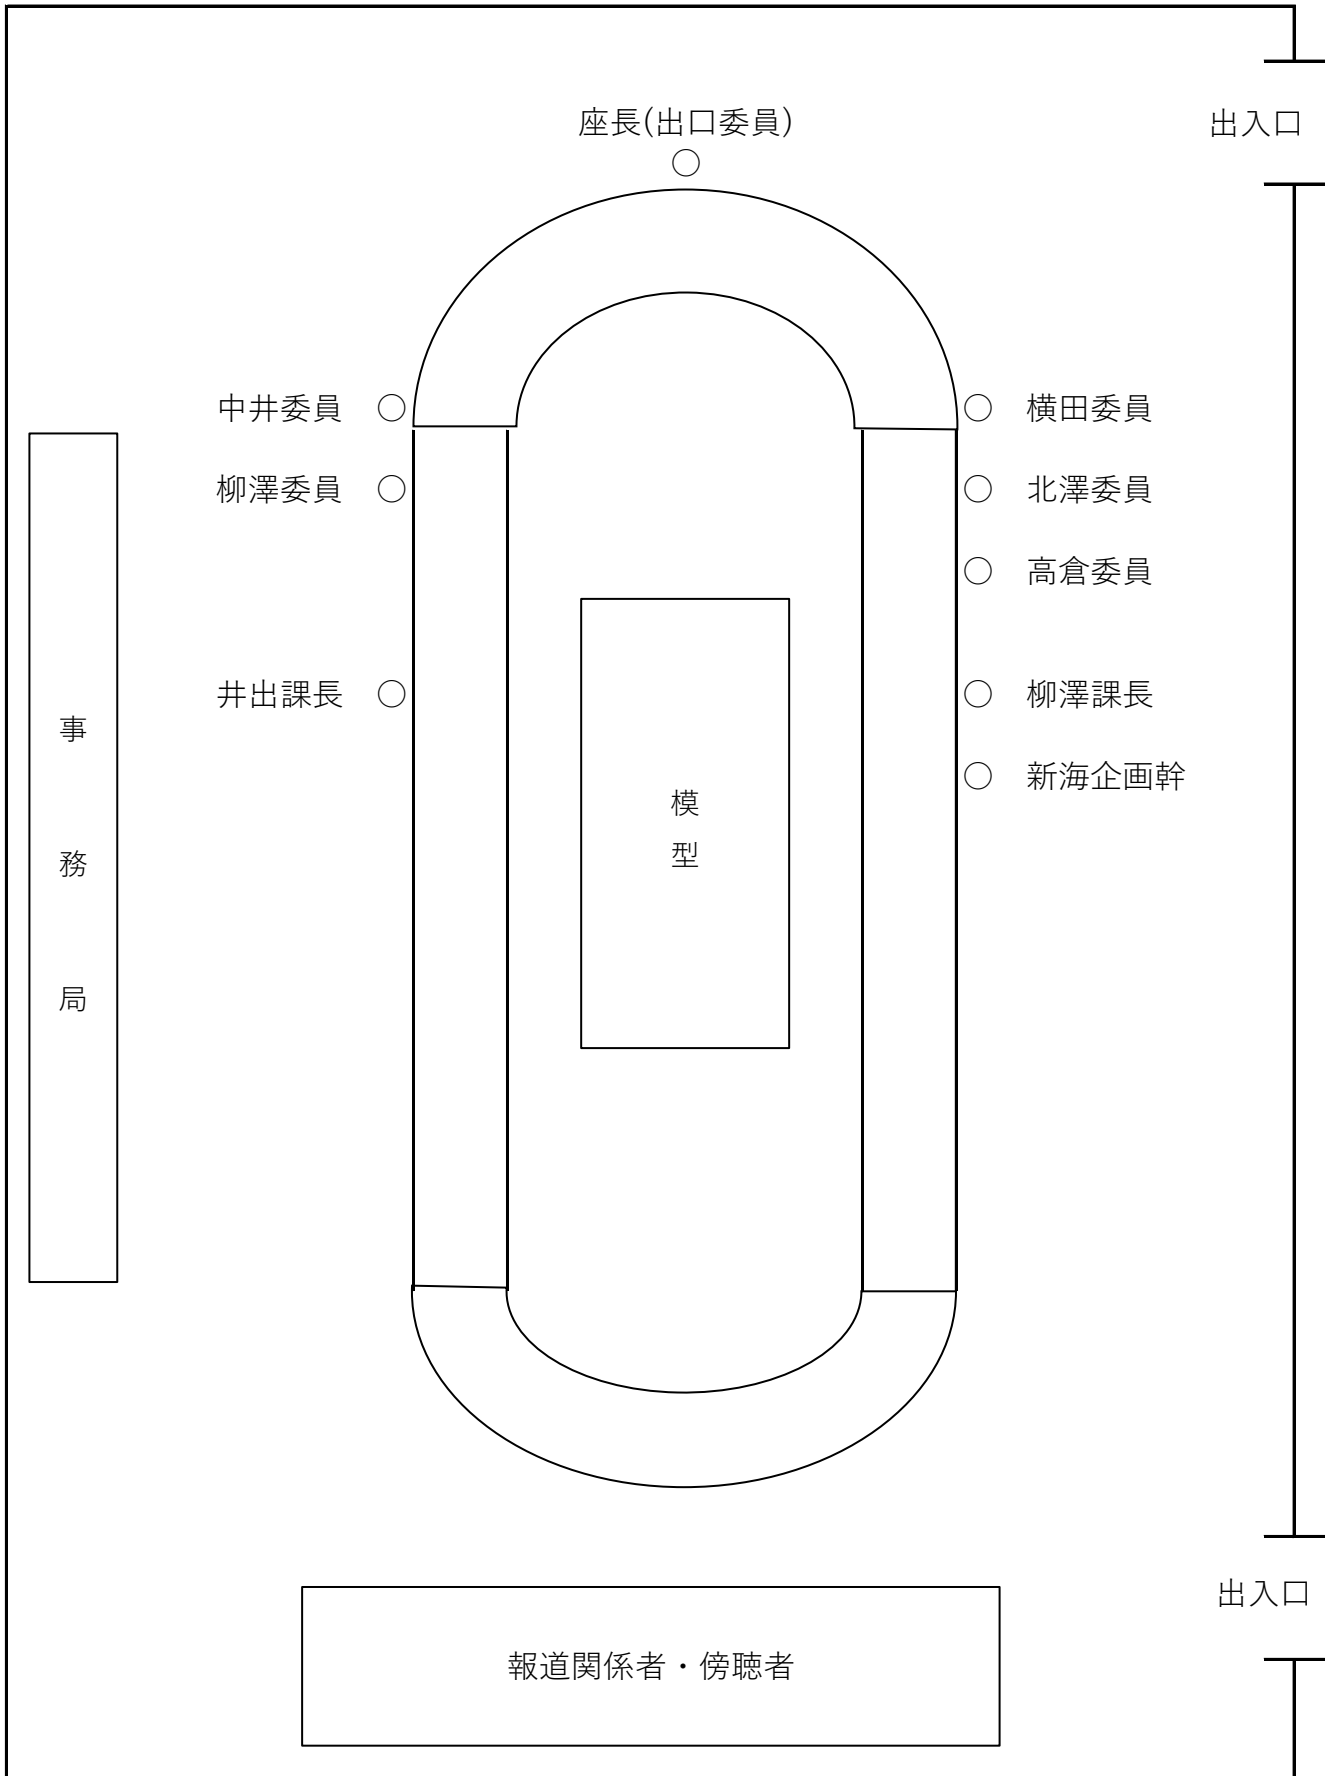 座長(出口委員)
出入口
中井委員
横田委員
柳澤委員
北澤委員
高倉委員
井出課長
柳澤課長
新海企画幹
事務局
模型
出入口
報道関係者・傍聴者